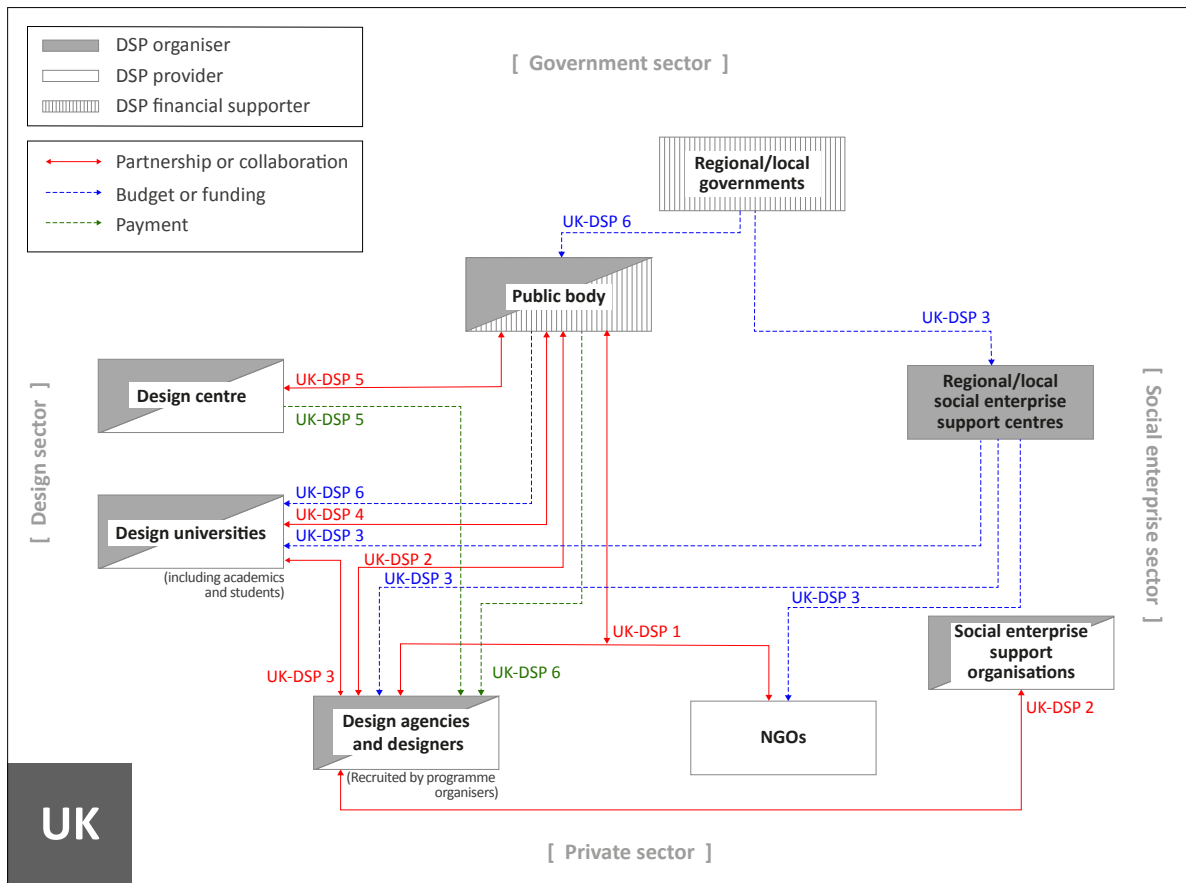 DSP organiser
DSP provider
DSP financial supporter
Partnership or collaboration
Budget or funding
Payment
[ Government sector ]
Regional/local
governments
UK-DSP 6
Public body
UK-DSP 3
[ Design sector ]
Design centre
UK-DSP 5
UK-DSP 5
Regional/local
social enterprise
support centres
[ Social enterprise sector ]
Design universities
(including academics
and students)
UK-DSP 6
UK-DSP 4
UK-DSP 3
UK-DSP 2
UK-DSP 3
UK-DSP 3
UK-DSP 1
UK-DSP 3
UK-DSP 6
Social enterprise
support
organisations
UK-DSP 2
Design agencies
and designers
(Recruited by programme
organisers)
NGOs
UK
[ Private sector ]